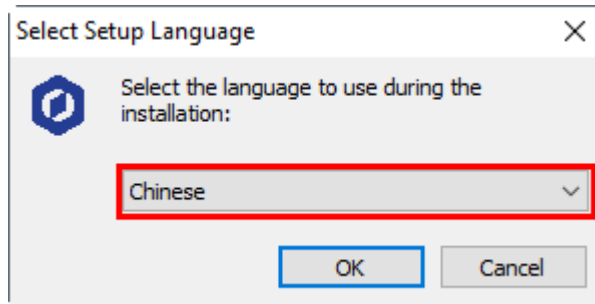 Select Setup Language
Select the language to use during the
installation:
Chinese
OK
Cancel